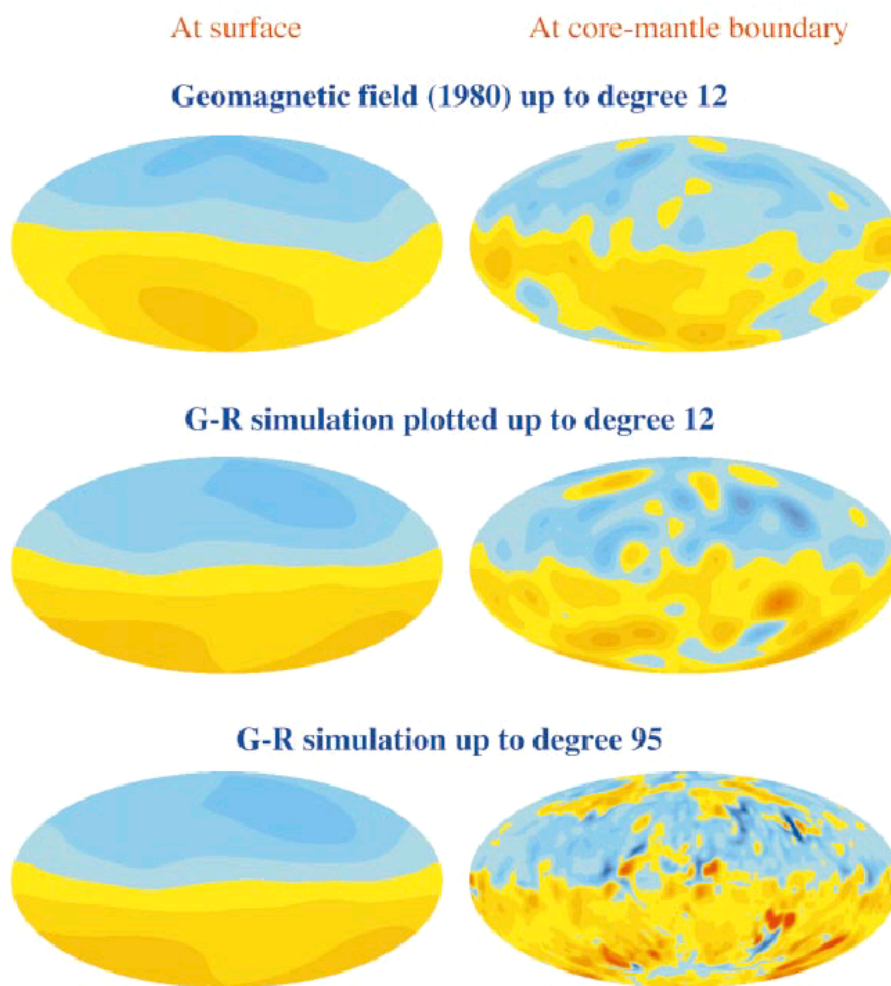 At surface
At core-mantle boundary
Geomagnetic field (1980) up to degree 12
G-R simulation plotted up to degree 12
G-R simulation up to degree 95